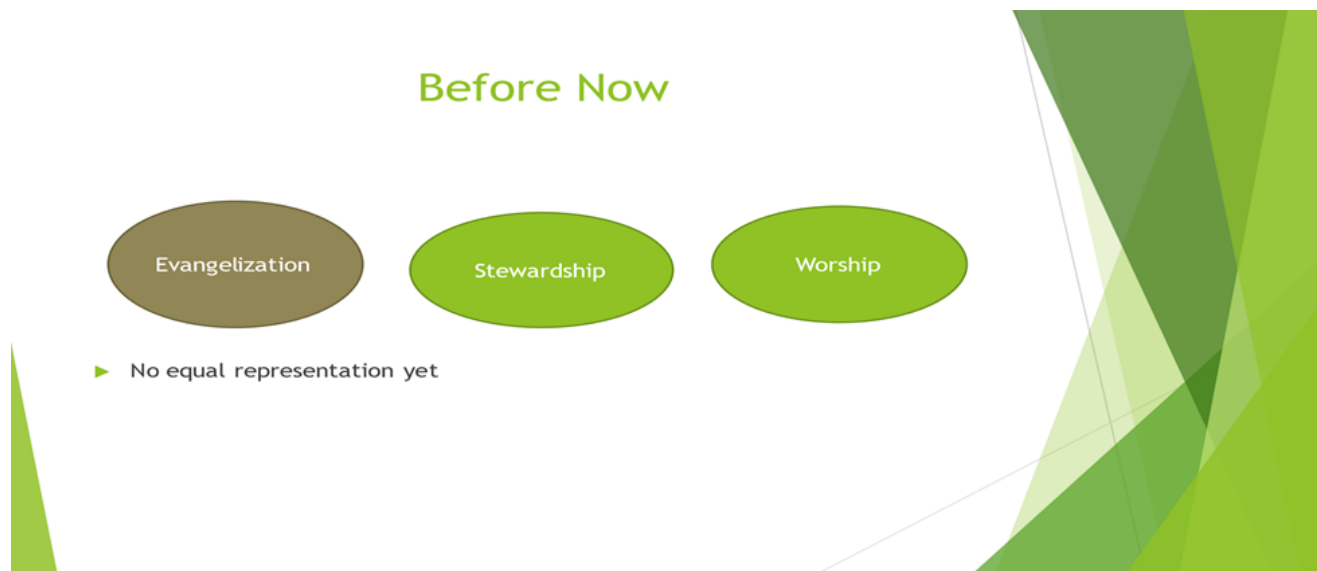 Before Now
Evangelization
Stewardship
Worship
No equal representation yet